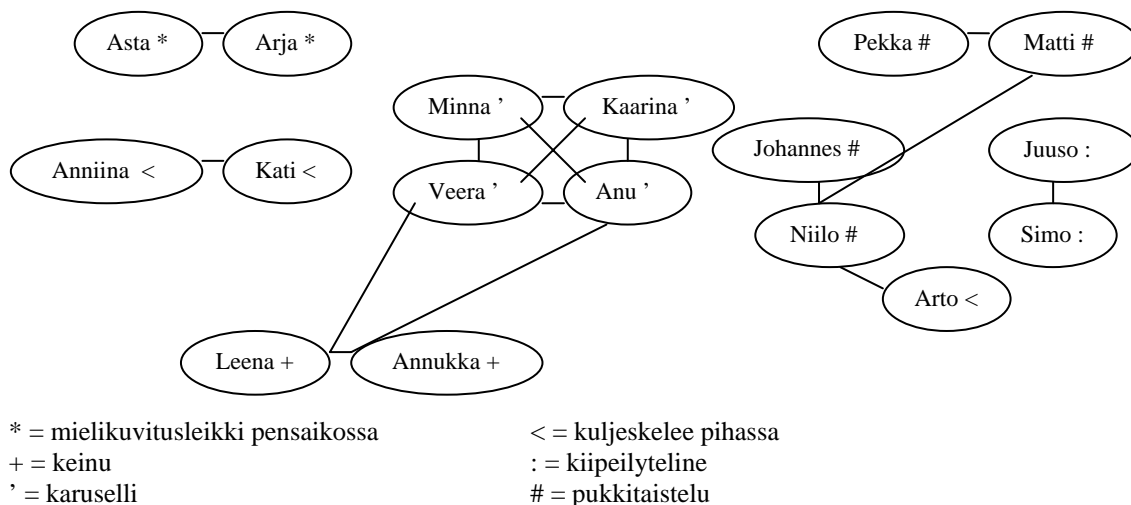 Asta * Arja * Pekka # Matti #
Minna ’ Kaarina ’
Anniina < Kati < Johannes # Juuso :
Veera ’ Anu ’
Niilo # Simo :
Arto <
Leena + Annukka +
* = mielikuvitusleikki pensaikossa < = kuljeskelee pihassa
+ = keinu : = kiipeilyteline
’ = karuselli # = pukkitaistelu